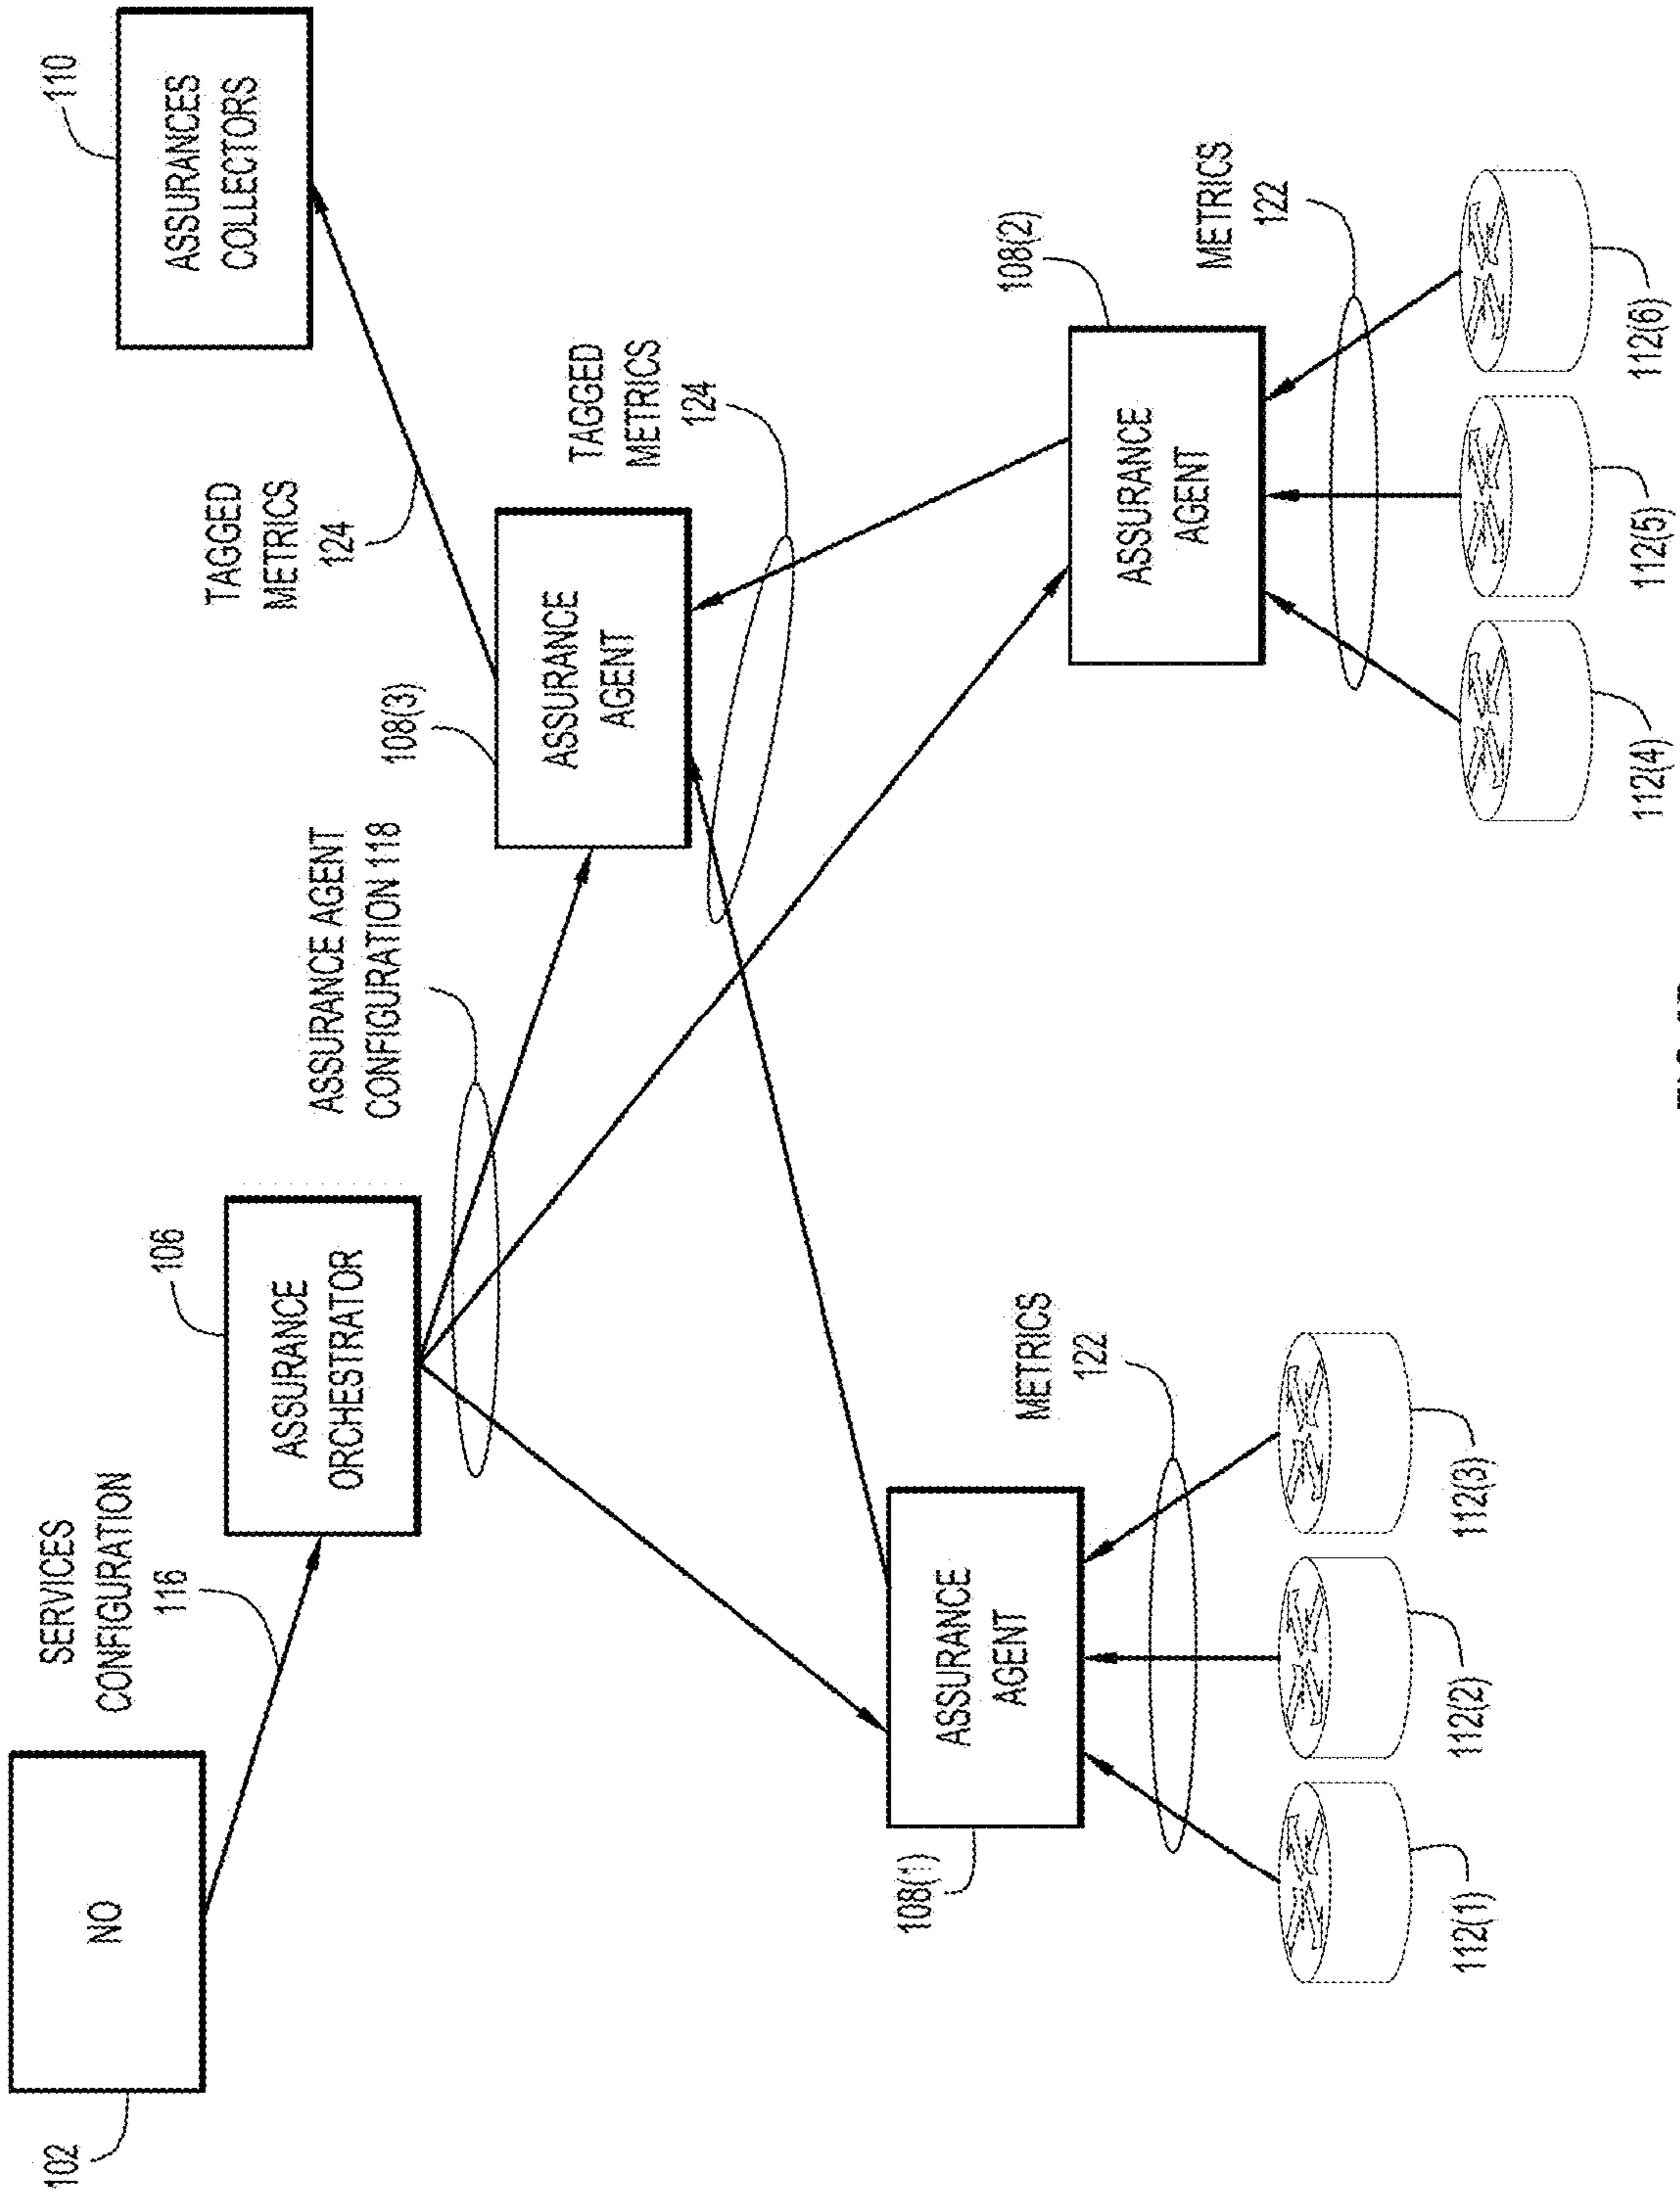 102
NO
SERVICES
CONFIGURATION
116
106
ASSURANCE
ORCHESTRATOR
ASSURANCE AGENT
CONFIGURATION 118
TAGGED
METRICS
124
110
ASSURANCES
COLLECTORS
108(3)
ASSURANCE
AGENT
TAGGED
METRICS
124
108(1)
ASSURANCE
AGENT
METRICS
122
112(1)
112(2)
112(3)
108(2)
ASSURANCE
AGENT
METRICS
122
112(4)
112(5)
112(6)